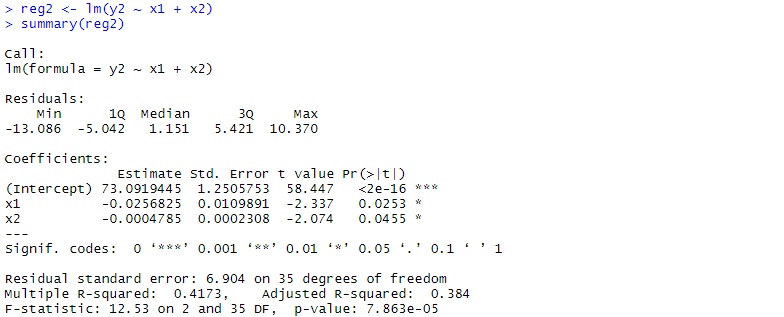 > reg2 <- lm(y2 ~ x1 + x2)
> summary(reg2)

Call:
lm(formula = y2 ~ x1 + x2)

Residuals:
    Min      1Q  Median      3Q     Max
-13.086  -5.042   1.151   5.421  10.370

Coefficients:
              Estimate Std. Error t value Pr(>|t|)
(Intercept) 73.0919445  1.2505753  58.447   <2e-16 ***
x1          -0.0256825  0.0109891  -2.337   0.0253 *
x2          -0.0004785  0.0002308  -2.074   0.0455 *
---
Signif. codes:  0 ‘***’ 0.001 ‘**’ 0.01 ‘*’ 0.05 ‘.’ 0.1 ‘ ’ 1

Residual standard error: 6.904 on 35 degrees of freedom
Multiple R-squared:  0.4173,    Adjusted R-squared:  0.384
F-statistic: 12.53 on 2 and 35 DF,  p-value: 7.863e-05